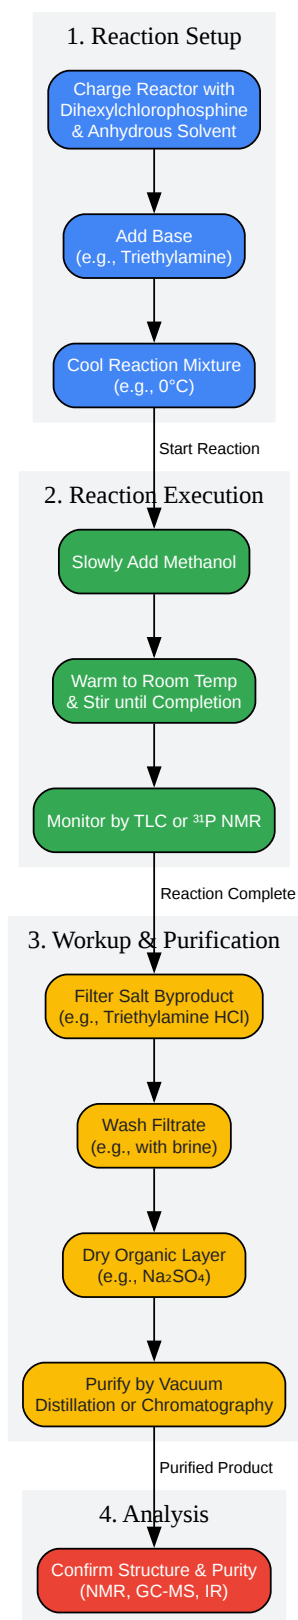 1. Reaction Setup
Charge Reactor with
Dihexylchlorophosphine
& Anhydrous Solvent
Add Base
(e.g., Triethylamine)
Cool Reaction Mixture
(e.g., 0°C)
Start Reaction
2. Reaction Execution
Slowly Add Methanol
Warm to Room Temp
& Stir until Completion
Monitor by TLC or ³¹P NMR
Reaction Complete
3. Workup & Purification
Filter Salt Byproduct
(e.g., Triethylamine HCl)
Wash Filtrate
(e.g., with brine)
Dry Organic Layer
(e.g., Na₂SO₄)
Purify by Vacuum
Distillation or Chromatography
Purified Product
4. Analysis
Confirm Structure & Purity
(NMR, GC-MS, IR)